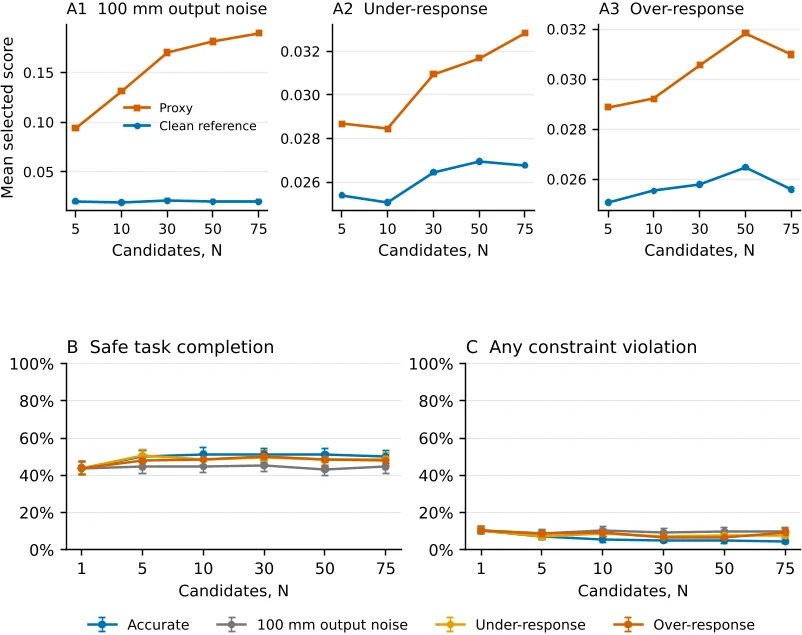 A1 100 mm output noise
A2 Under-response
A3 Over-response
Mean selected score
0.15
0.10
0.05
Proxy
Clean reference
5 10 30 50 75
Candidates, N
0.032
0.030
0.028
0.026
5 10 30 50 75
Candidates, N
0.032
0.030
0.028
0.026
5 10 30 50 75
Candidates, N
B Safe task completion
100%
80%
60%
40%
20%
0%
1 5 10 30 50 75
Candidates, N
C Any constraint violation
100%
80%
60%
40%
20%
0%
1 5 10 30 50 75
Candidates, N
Accurate 100 mm output noise Under-response Over-response